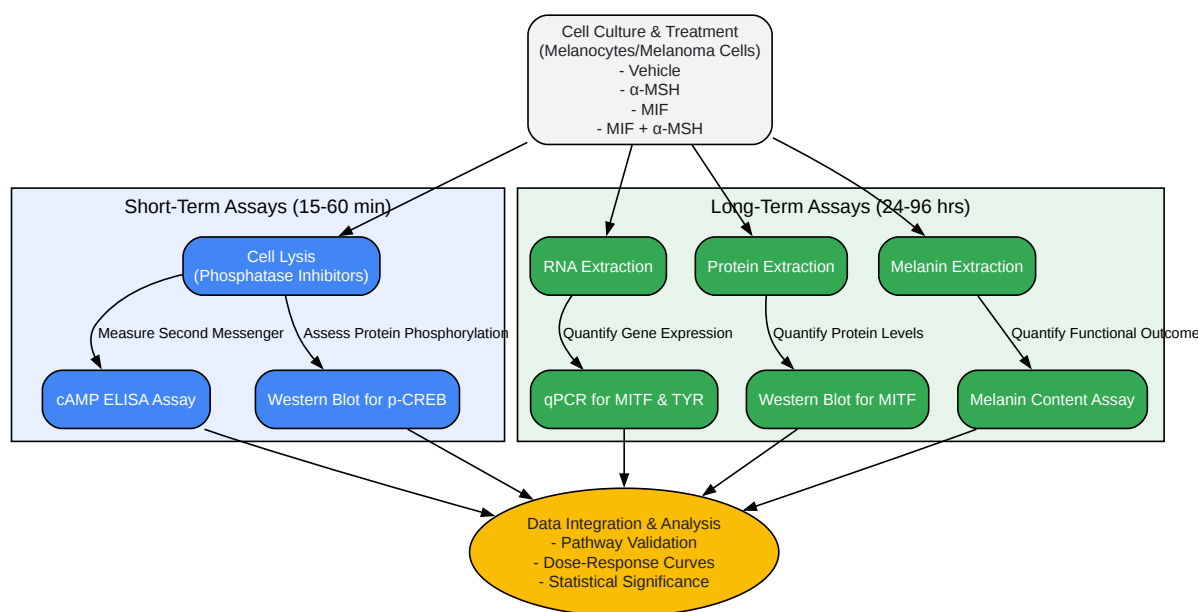 Cell Culture & Treatment
(Melanocytes/Melanoma Cells)
- Vehicle
- α-MSH
- MIF
- MIF + α-MSH
Short-Term Assays (15-60 min)
Long-Term Assays (24-96 hrs)
Cell Lysis
(Phosphatase Inhibitors)
RNA Extraction
Protein Extraction
Melanin Extraction
Measure Second Messenger
Assess Protein Phosphorylation
Quantify Gene Expression
Quantify Protein Levels
Quantify Functional Outcome
cAMP ELISA Assay
Western Blot for p-CREB
qPCR for MITF & TYR
Western Blot for MITF
Melanin Content Assay
Data Integration & Analysis
- Pathway Validation
- Dose-Response Curves
- Statistical Significance